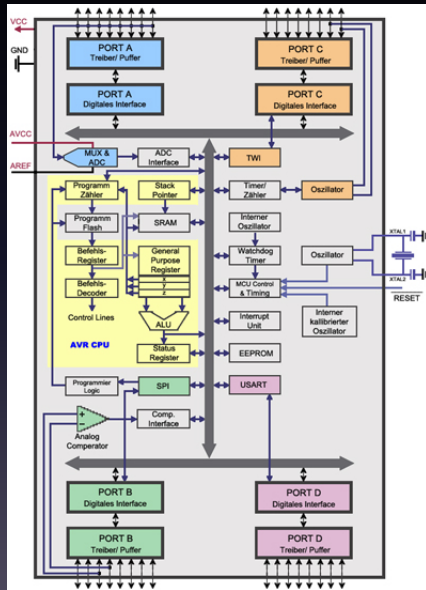 VCC
GND
AVCC
AREF
PORT A
Treiber/ Puffer
PORT C
Treiber/ Puffer
PORT A
Digitales Interface
PORT C
Digitales Interface
MUX &
ADC
ADC
Interface
TWI
Programm
Zähler
Stack
Pointer
Timer/
Zähler
Oszillator
Programm
Flash
SRAM
Interner
Oszillator
Befehls-
Register
General
Purpose
Register
x
y
z
Watchdog
Timer
Oszillator
XTAL1
XTAL2
Befehls-
Decoder
MCU Control
& Timing
RESET
Control Lines
ALU
Interrupt
Unit
Interner
kallibrierter
Oszillator
AVR CPU
Status
Register
EEPROM
Programmier
Logic
SPI
USART
+
−
Analog
Comperator
Comp.
Interface
PORT B
Digitales Interface
PORT D
Digitales Interface
PORT B
Treiber/ Puffer
PORT D
Treiber/ Puffer